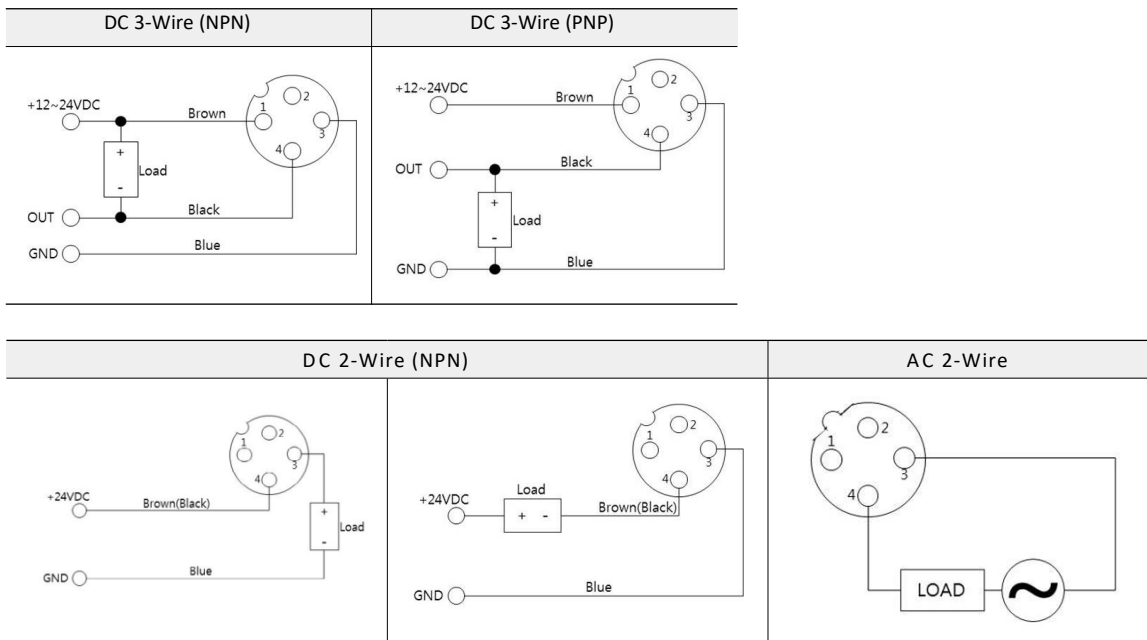 DC 3-Wire (NPN)
DC 3-Wire (PNP)
+12~24VDC
Brown
1
2
3
4
+
-
Load
OUT
Black
GND
Blue
+12~24VDC
Brown
1
2
3
4
OUT
Black
+
-
Load
GND
Blue
DC 2-Wire (NPN)
AC 2-Wire
1
2
3
4
+24VDC
Brown(Black)
+
-
Load
GND
Blue
1
2
3
4
+24VDC
Load
+ -
Brown(Black)
GND
Blue
1
2
3
4
LOAD